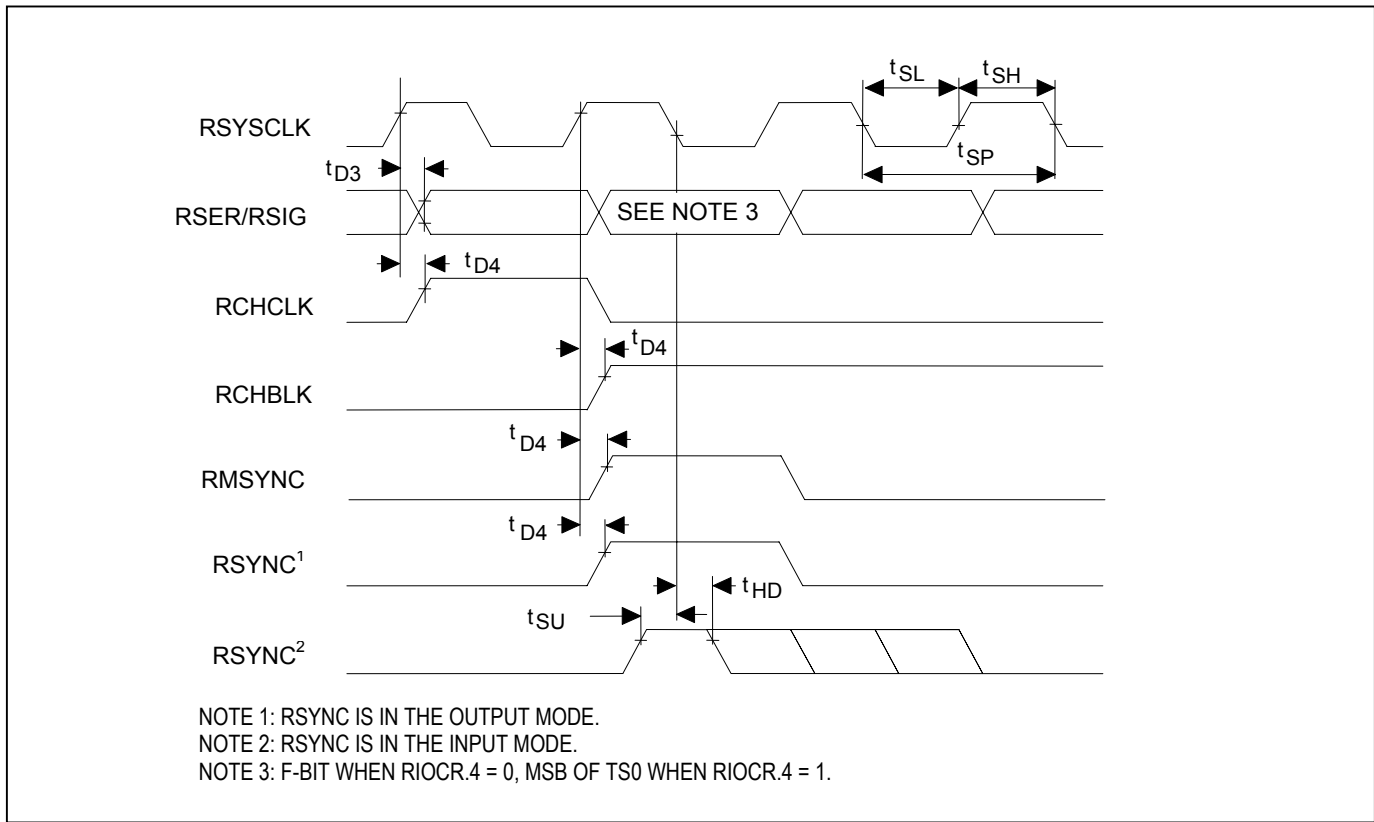 tSL tSH
RSYSCLK
tSP
tD3
RSER/RSIG SEE NOTE 3
tD4
RCHCLK
tD4
RCHBLK
tD4
RMSYNC
tD4
RSYNC1
tHD
tSU
RSYNC2
NOTE 1: RSYNC IS IN THE OUTPUT MODE.
NOTE 2: RSYNC IS IN THE INPUT MODE.
NOTE 3: F-BIT WHEN RIOCR.4 = 0, MSB OF TS0 WHEN RIOCR.4 = 1.